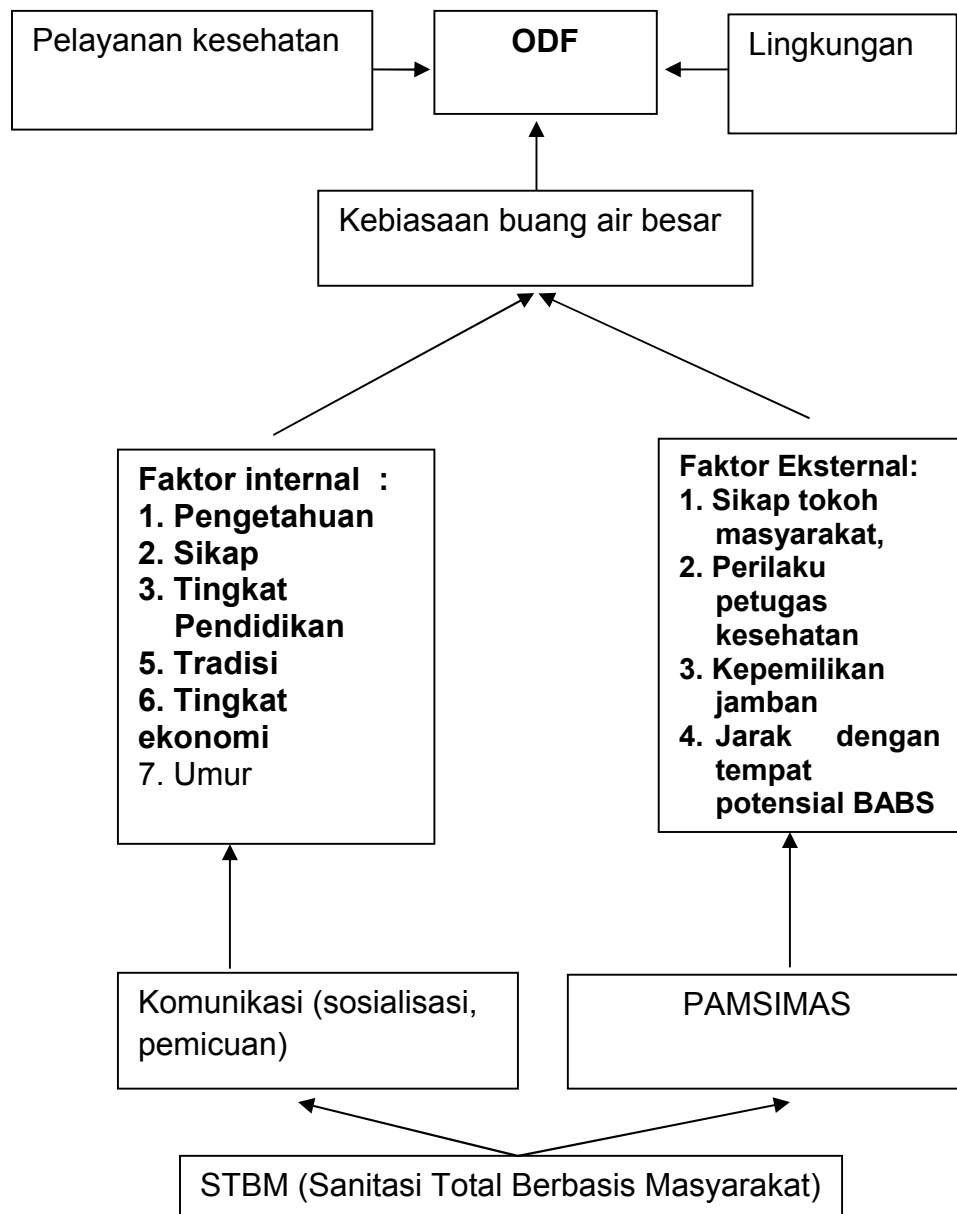 Pelayanan kesehatan
ODF
Lingkungan
Kebiasaan buang air besar
Faktor internal :
1. Pengetahuan
2. Sikap
3. Tingkat
Pendidikan
5. Tradisi
6. Tingkat
ekonomi
7. Umur
Faktor Eksternal:
1. Sikap tokoh
masyarakat,
2. Perilaku
petugas
kesehatan
3. Kepemilikan
jamban
4. Jarak dengan
tempat
potensial BABS
Komunikasi (sosialisasi,
pemicuan)
PAMSIMAS
STBM (Sanitasi Total Berbasis Masyarakat)